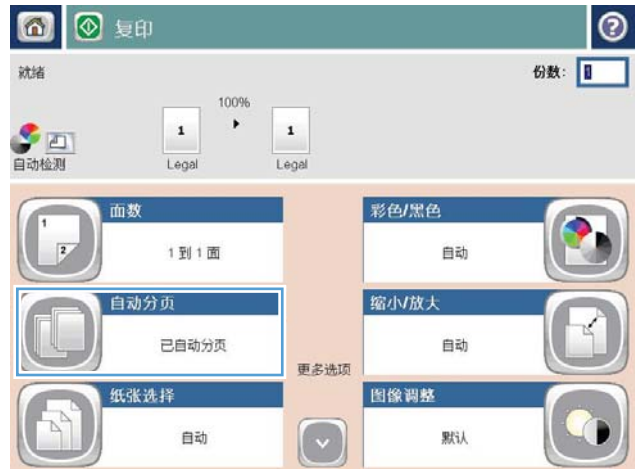 复印
就绪
份数: 1
100%
1
1
自动检测
Legal
Legal
面数
彩色/黑色
1
2
1 到 1 面
自动
自动分页
缩小/放大
已自动分页
自动
更多选项
纸张选择
图像调整
自动
默认